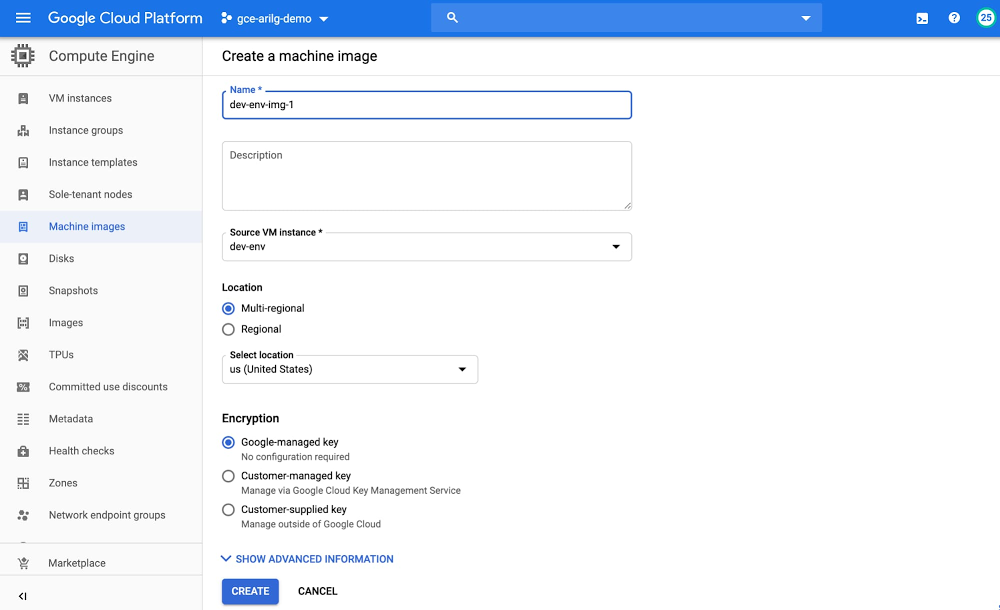 Google Cloud Platform
gce-arilg-demo
25
Compute Engine
Create a machine image
VM instances
Instance groups
Instance templates
Sole-tenant nodes
Machine images
Disks
Snapshots
Images
TPUs
Committed use discounts
Metadata
Health checks
Zones
Network endpoint groups
Marketplace
Name *
dev-env-img-1
Description
Source VM instance *
dev-env
Location
Multi-regional
Regional
Select location
us (United States)
Encryption
Google-managed key
No configuration required
Customer-managed key
Manage via Google Cloud Key Management Service
Customer-supplied key
Manage outside of Google Cloud
SHOW ADVANCED INFORMATION
CREATE CANCEL